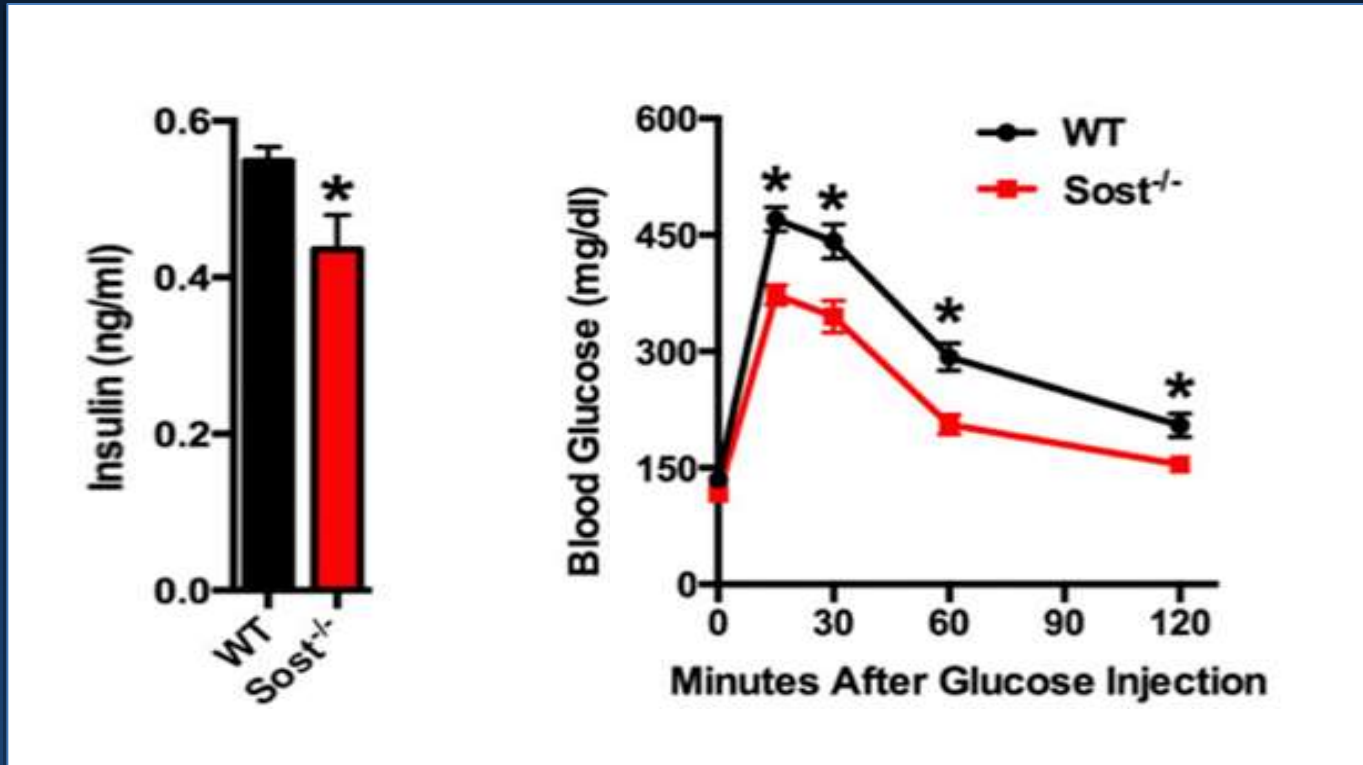 0.6
0.4
0.2
0.0
Insulin (ng/ml)
*
WT
Sost-/-
600
450
300
150
0
Blood Glucose (mg/dl)
* * * *
WT
Sost-/-
0 30 60 90 120
Minutes After Glucose Injection